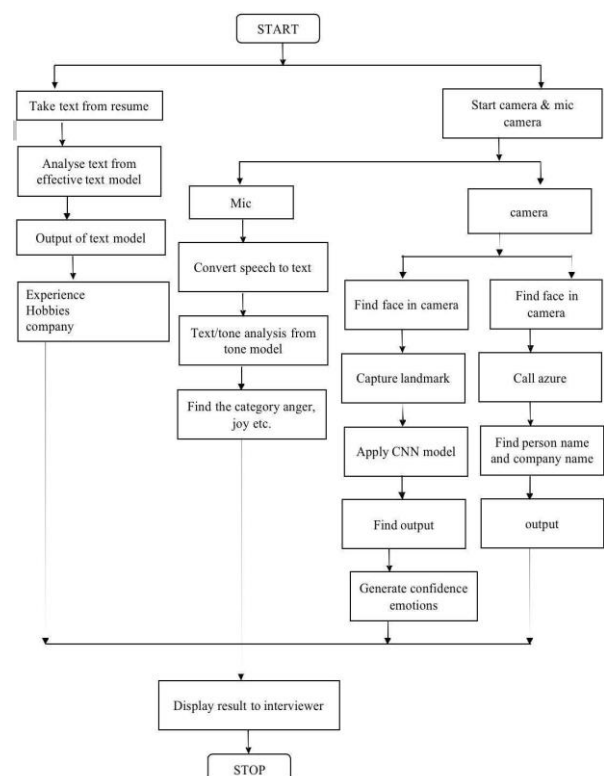 START
Take text from resume
Start camera & mic
camera
Analyse text from
effective text model
Mic
camera
Output of text model
Convert speech to text
Experience
Hobbies
company
Find face in camera
Find face in
camera
Text/tone analysis from
tone model
Capture landmark
Call azure
Find the category anger,
joy etc.
Apply CNN model
Find person name
and company name
Find output
output
Generate confidence
emotions
Display result to interviewer
STOP